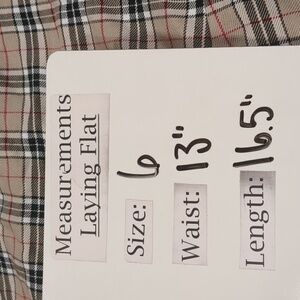 Measurements
Laying Flat
Size: 6
Waist: 13"
Length: 16.5"